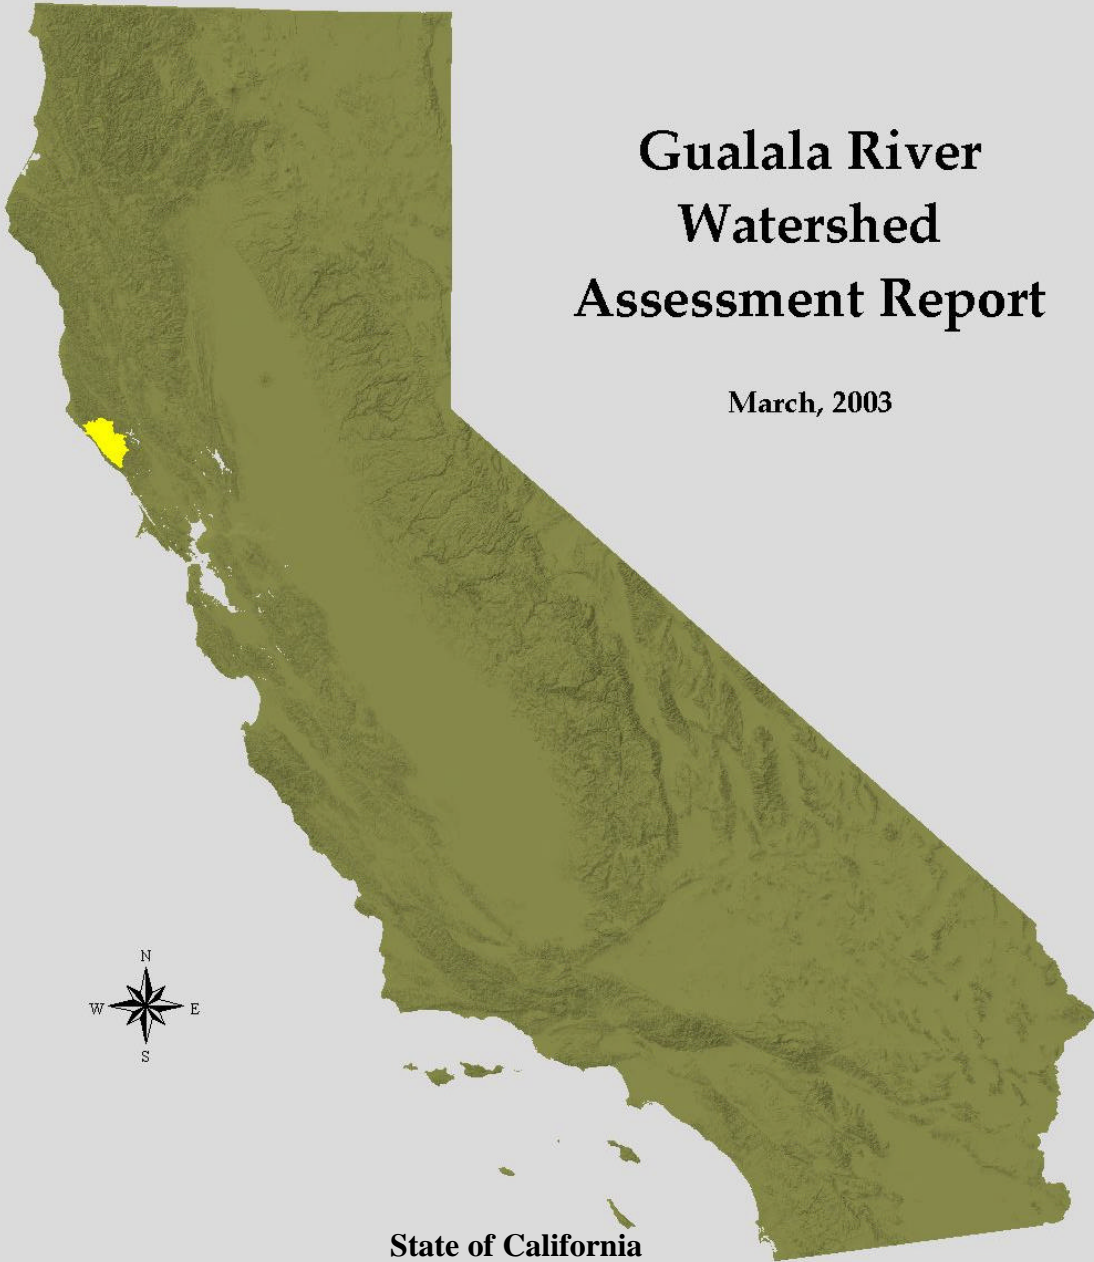 Gualala River
Watershed
Assessment Report
March, 2003
N
W E
S
State of California